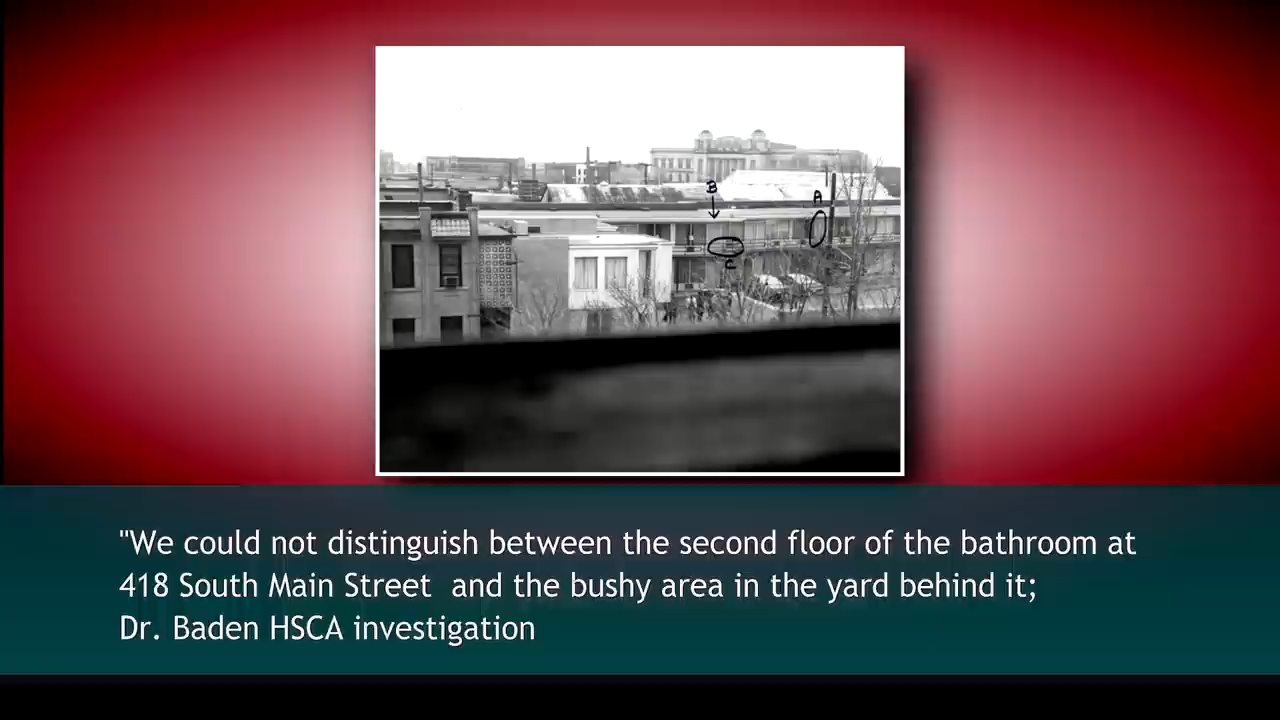 B
A
C
"We could not distinguish between the second floor of the bathroom at
418 South Main Street  and the bushy area in the yard behind it;
Dr. Baden HSCA investigation